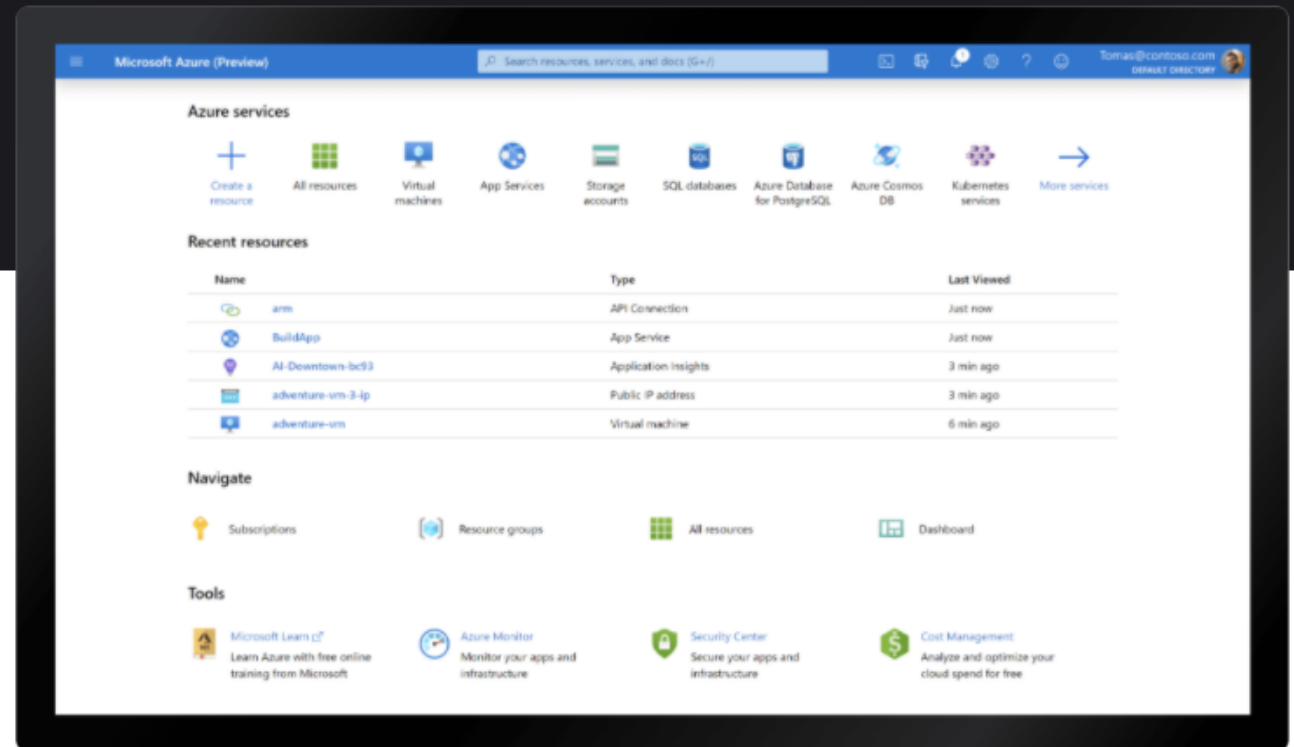 Microsoft Azure (Preview)
Search resources, services, and docs (G+/)
Tomas@contoso.com
DEFAULT DIRECTORY
Azure services
Create a resource
All resources
Virtual machines
App Services
Storage accounts
SQL databases
Azure Database for PostgreSQL
Azure Cosmos DB
Kubernetes services
More services
Recent resources
Name Type Last Viewed
arm API Connection Just now
BuildApp App Service Just now
AI-Downtown-bc93 Application Insights 3 min ago
adventure-vm-3-ip Public IP address 3 min ago
adventure-vm Virtual machine 6 min ago
Navigate
Subscriptions
Resource groups
All resources
Dashboard
Tools
Microsoft Learn
Learn Azure with free online
training from Microsoft
Azure Monitor
Monitor your apps and
infrastructure
Security Center
Secure your apps and
infrastructure
Cost Management
Analyze and optimize your
cloud spend for free